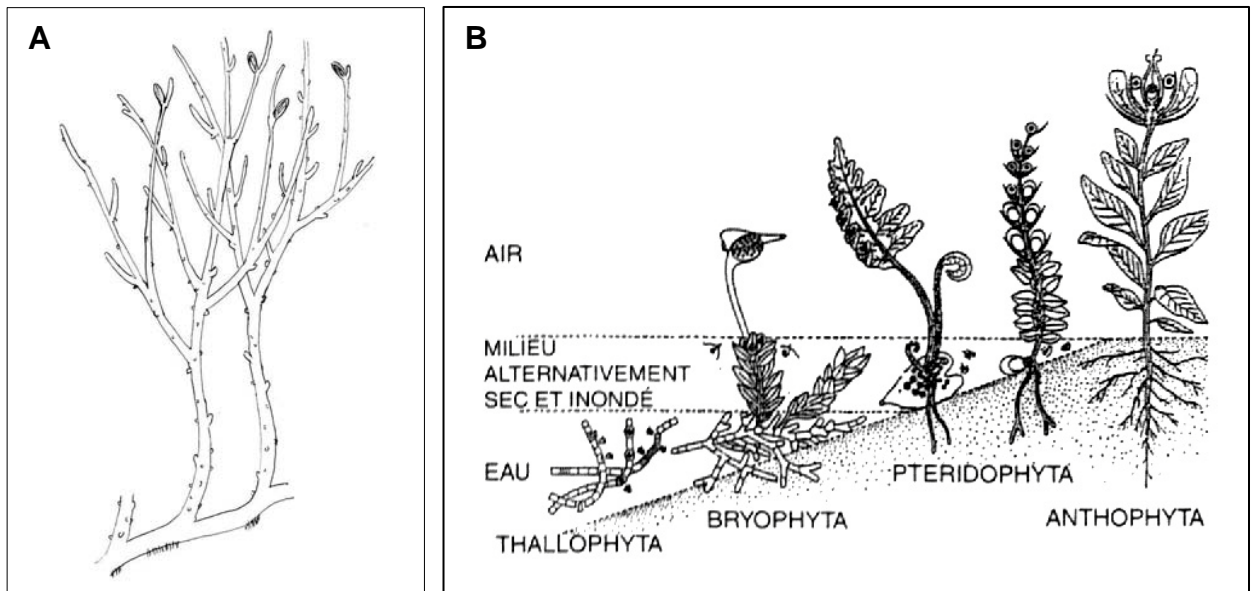 A
B
AIR
MILIEU
ALTERNATIVEMENT
SEC ET INONDÉ
EAU
PTERIDOPHYTA
BRYOPHYTA
ANTHOPHYTA
THALLOPHYTA